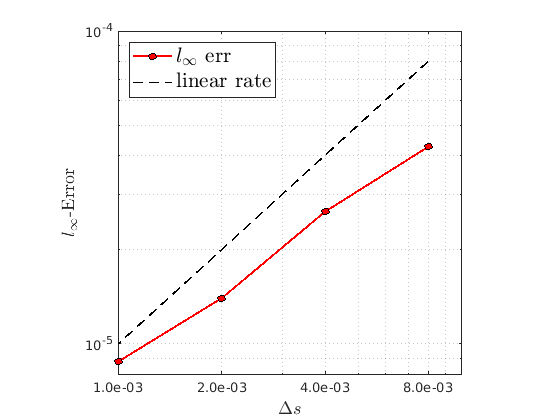 10^-4
l∞ err
linear rate
l∞-Error
10^-5
1.0e-03 2.0e-03 4.0e-03 8.0e-03
Δs